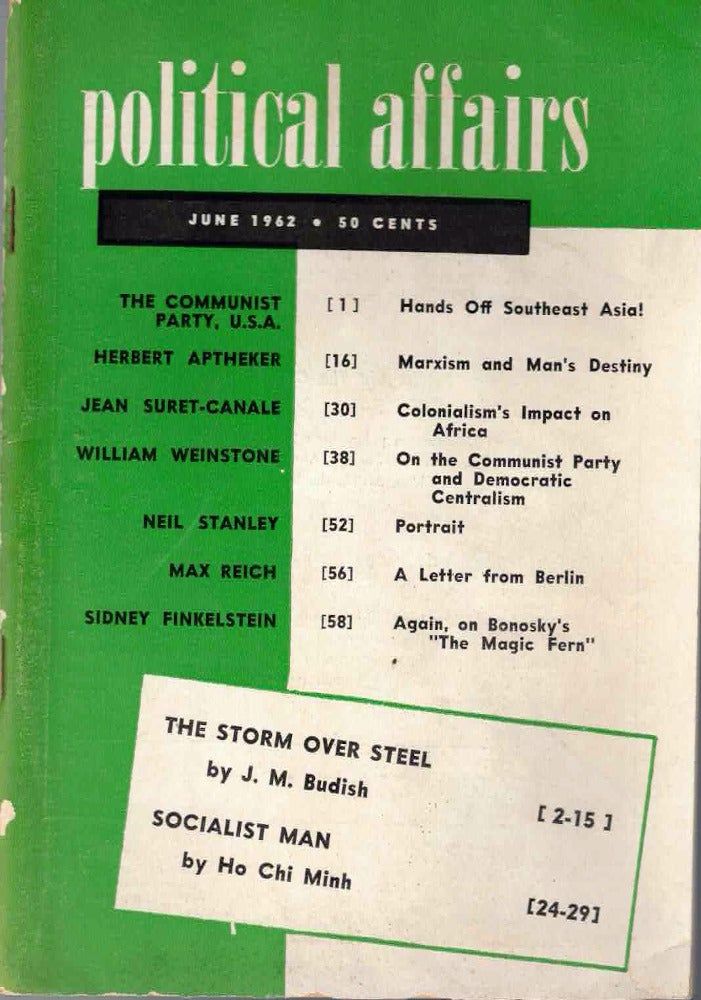 political affairs
JUNE 1962 • 50 CENTS
THE COMMUNIST
PARTY, U.S.A.
[1]
Hands Off Southeast Asia!
HERBERT APTHEKER
[16]
Marxism and Man's Destiny
JEAN SURET-CANALE
[30]
Colonialism's Impact on
Africa
WILLIAM WEINSTONE
[38]
On the Communist Party
and Democratic
Centralism
NEIL STANLEY
[52]
Portrait
MAX REICH
[56]
A Letter from Berlin
SIDNEY FINKELSTEIN
[58]
Again, on Bonosky's
"The Magic Fern"
THE STORM OVER STEEL
by J. M. Budish
[2-15]
SOCIALIST MAN
by Ho Chi Minh
[24-29]